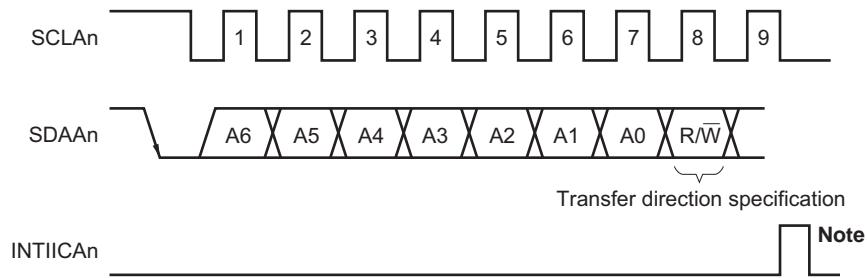 SCLAn 1 2 3 4 5 6 7 8 9
SDAAn A6 A5 A4 A3 A2 A1 A0 R/W̅
Transfer direction specification
Note
INTIICAn